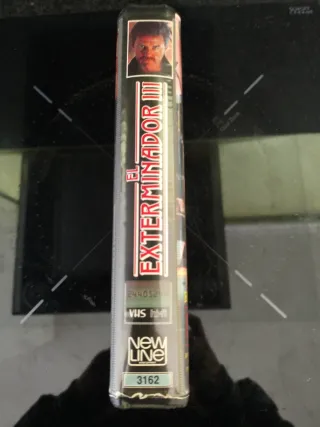 EL
EXTERMINADOR III
VHS
NEW
LINE
3162